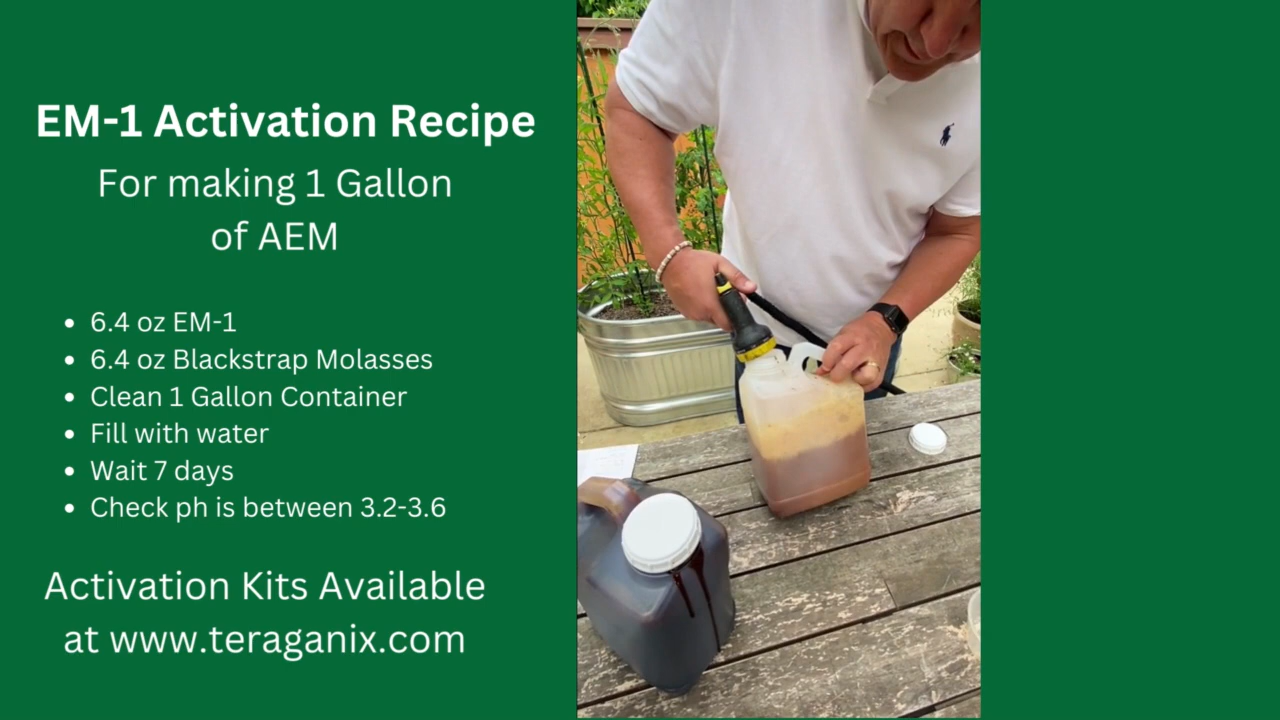 EM-1 Activation Recipe
For making 1 Gallon
of AEM
• 6.4 oz EM-1
• 6.4 oz Blackstrap Molasses
• Clean 1 Gallon Container
• Fill with water
• Wait 7 days
• Check ph is between 3.2-3.6
Activation Kits Available
at www.teraganix.com